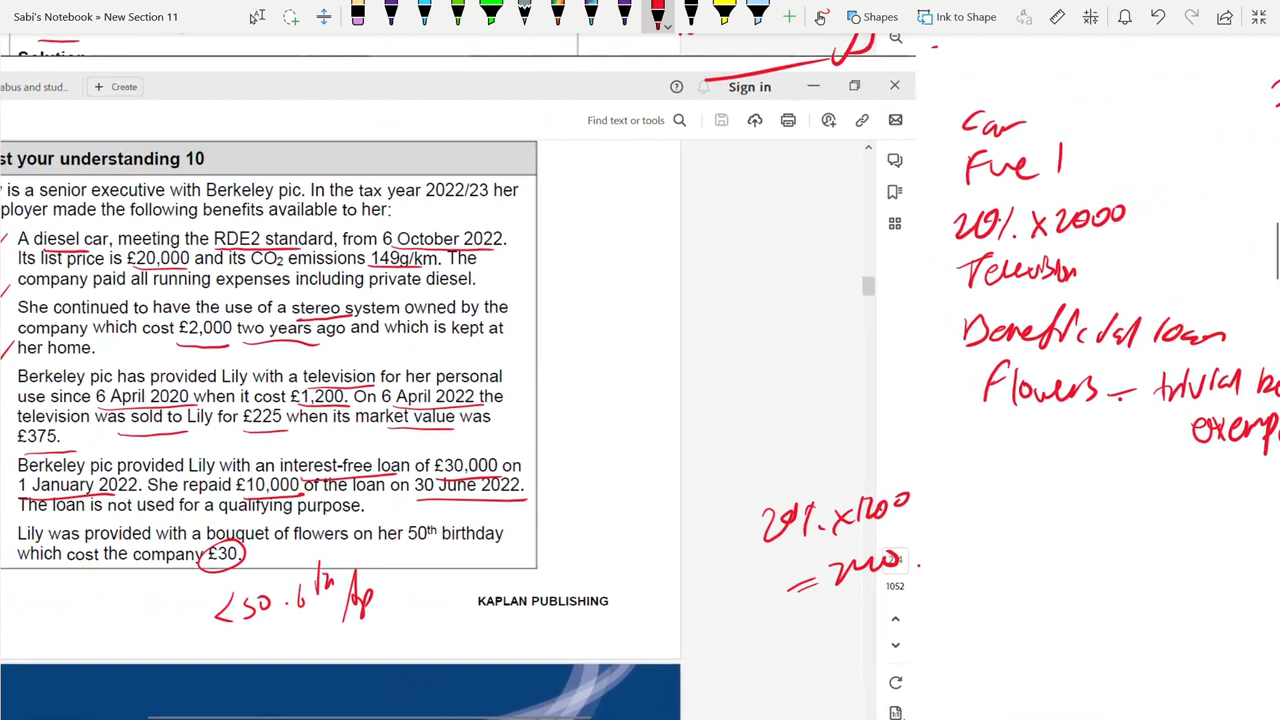 Sabi's Notebook » New Section 11
Shapes
Ink to Shape
Solution
abus and stud...
+ Create
Sign in
Find text or tools
st your understanding 10
y is a senior executive with Berkeley plc. In the tax year 2022/23 her
ployer made the following benefits available to her:
A diesel car, meeting the RDE2 standard, from 6 October 2022.
Its list price is £20,000 and its CO2 emissions 149g/km. The
company paid all running expenses including private diesel.
She continued to have the use of a stereo system owned by the
company which cost £2,000 two years ago and which is kept at
her home.
Berkeley plc has provided Lily with a television for her personal
use since 6 April 2020 when it cost £1,200. On 6 April 2022 the
television was sold to Lily for £225 when its market value was
£375.
Berkeley plc provided Lily with an interest-free loan of £30,000 on
1 January 2022. She repaid £10,000 of the loan on 30 June 2022.
The loan is not used for a qualifying purpose.
Lily was provided with a bouquet of flowers on her 50th birthday
which cost the company £30.
<50 . 6th /Ap
KAPLAN PUBLISHING
Car
Fuel
20% x 2000
Television
Beneficial loan
Flowers - trivial be
exemp
20% x 1200
= 240.
1052